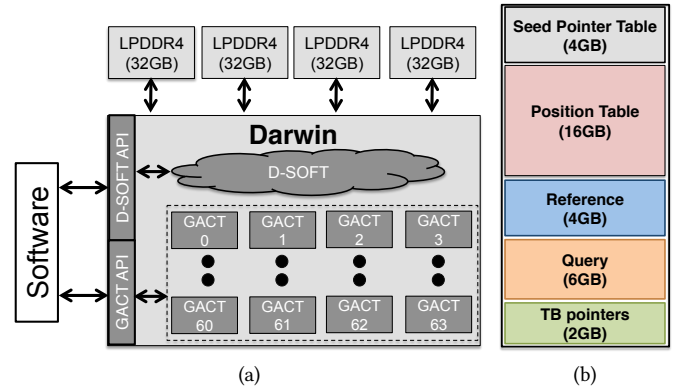 LPDDR4 LPDDR4 LPDDR4 LPDDR4
(32GB) (32GB) (32GB) (32GB)
Darwin
D-SOFT API
D-SOFT
Software
GACT API
GACT GACT GACT GACT
0 1 2 3
GACT GACT GACT GACT
60 61 62 63
(a)
Seed Pointer Table
(4GB)
Position Table
(16GB)
Reference
(4GB)
Query
(6GB)
TB pointers
(2GB)
(b)